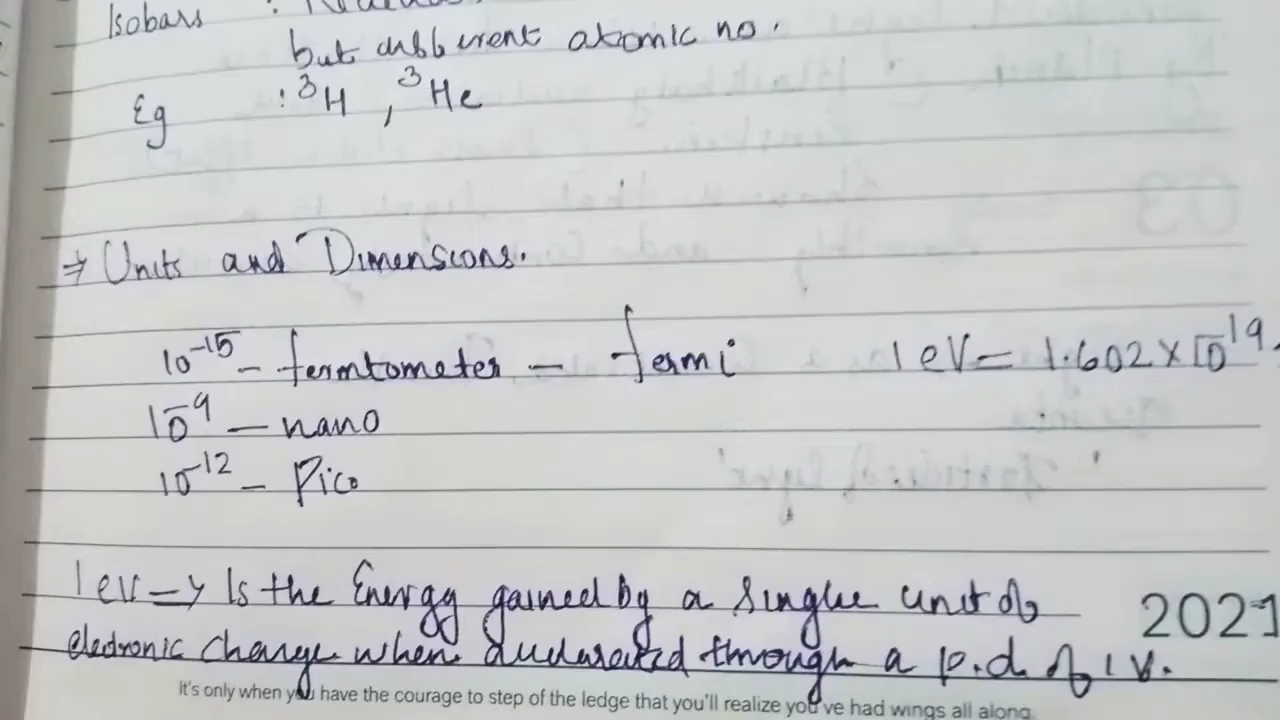 Isobars :
but different atomic no.
Eg : ³H , ³He
⇒ Units and Dimensions.
10⁻¹⁵ – fermtometer – fermi 1 eV = 1.602 × 10⁻¹⁹
10⁻⁹ – nano
10⁻¹² – Pico
1 eV → Is the Energy gained by a single unit of
electronic charge when accelerated through a p.d of 1 V.
2021
It's only when you have the courage to step of the ledge that you'll realize you've had wings all along